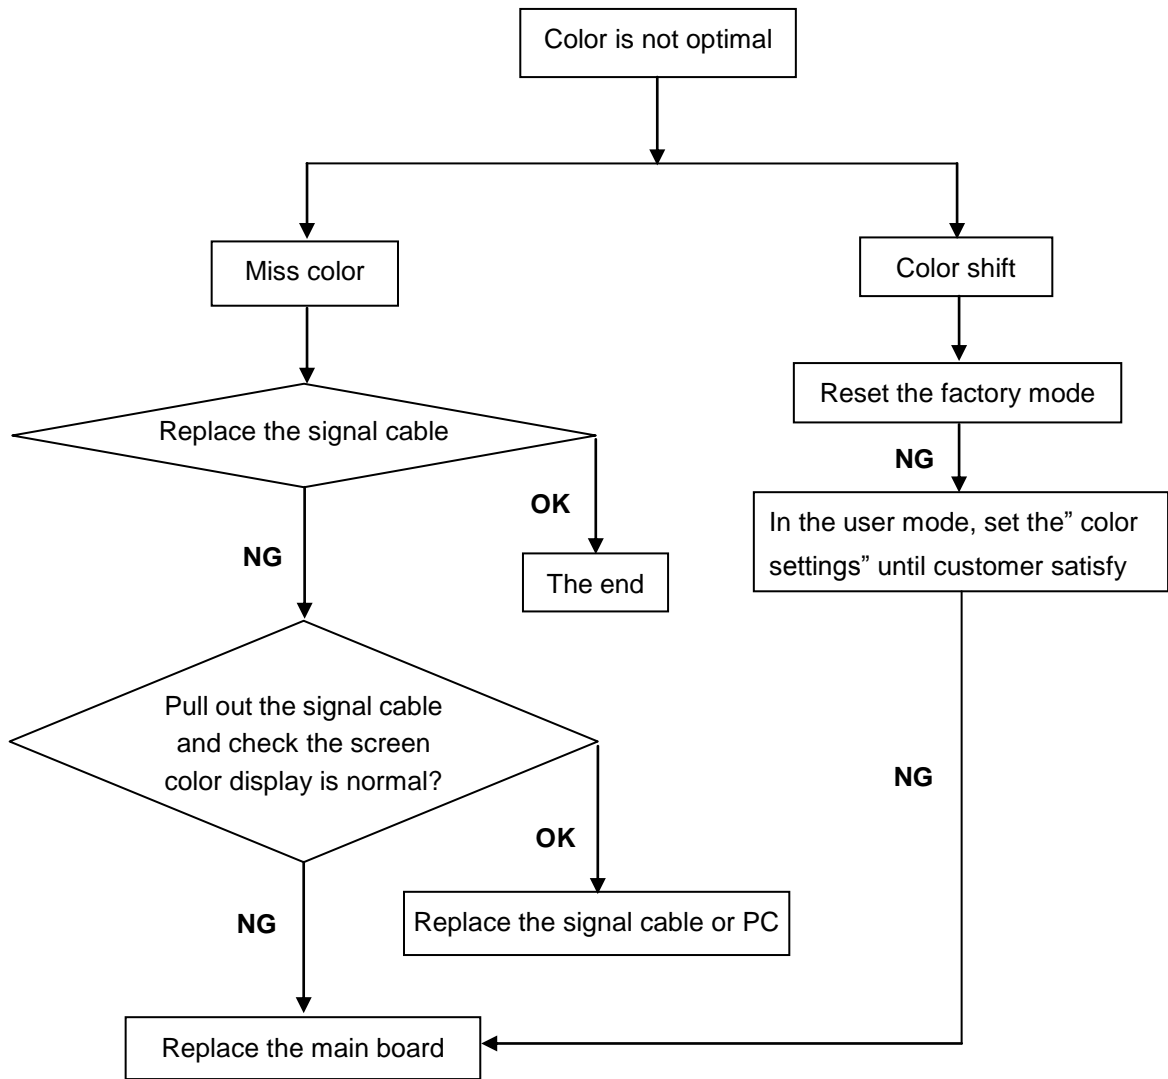 Color is not optimal
Miss color
Color shift
Replace the signal cable
Reset the factory mode
NG
OK
In the user mode, set the” color
settings” until customer satisfy
NG
The end
Pull out the signal cable
and check the screen
color display is normal?
NG
OK
NG
Replace the signal cable or PC
Replace the main board